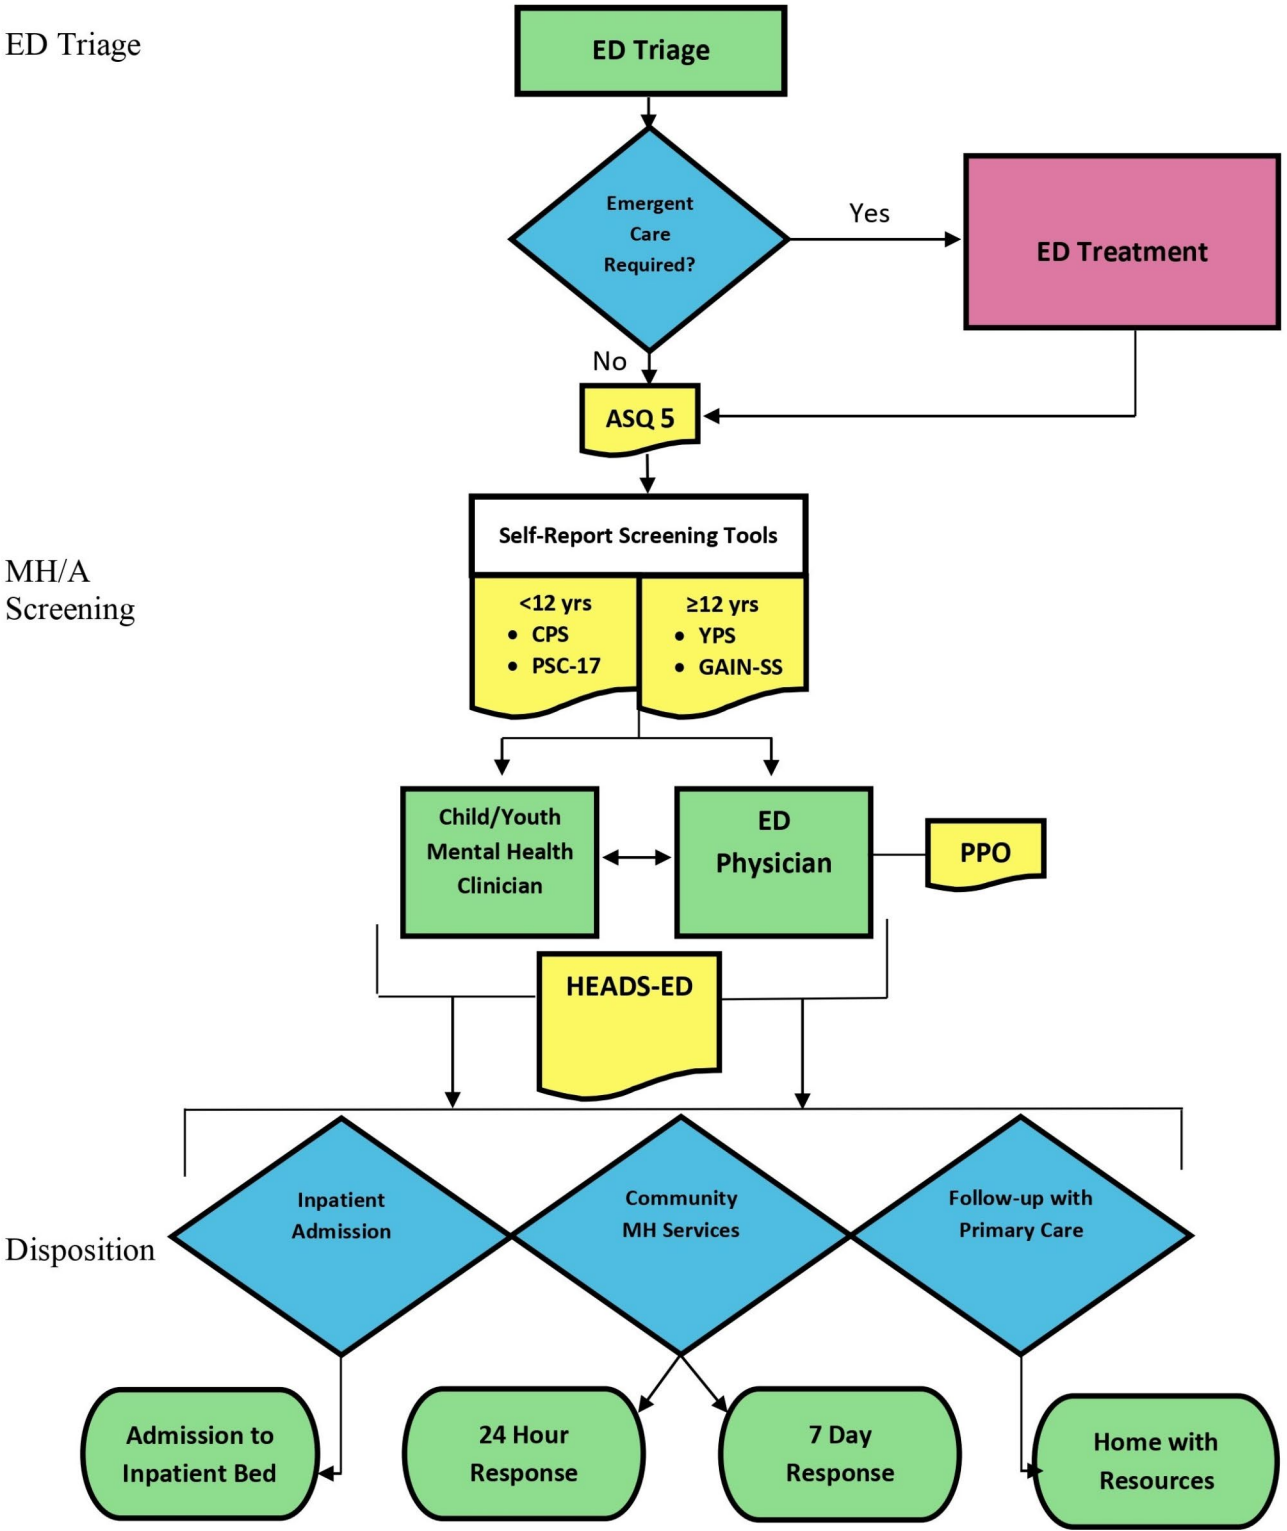 ED Triage
ED Triage
Emergent
Care
Required?
Yes
ED Treatment
No
ASQ 5
Self-Report Screening Tools
MH/A
Screening
<12 yrs
• CPS
• PSC-17
≥12 yrs
• YPS
• GAIN-SS
Child/Youth
Mental Health
Clinician
ED
Physician
PPO
HEADS-ED
Disposition
Inpatient
Admission
Community
MH Services
Follow-up with
Primary Care
Admission to
Inpatient Bed
24 Hour
Response
7 Day
Response
Home with
Resources